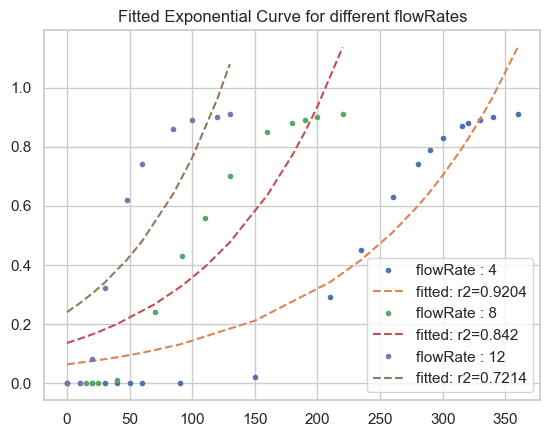 Fitted Exponential Curve for different flowRates
1.0
0.8
0.6
0.4
0.2
0.0
flowRate : 4
fitted: r2=0.9204
flowRate : 8
fitted: r2=0.842
flowRate : 12
fitted: r2=0.7214
0 50 100 150 200 250 300 350